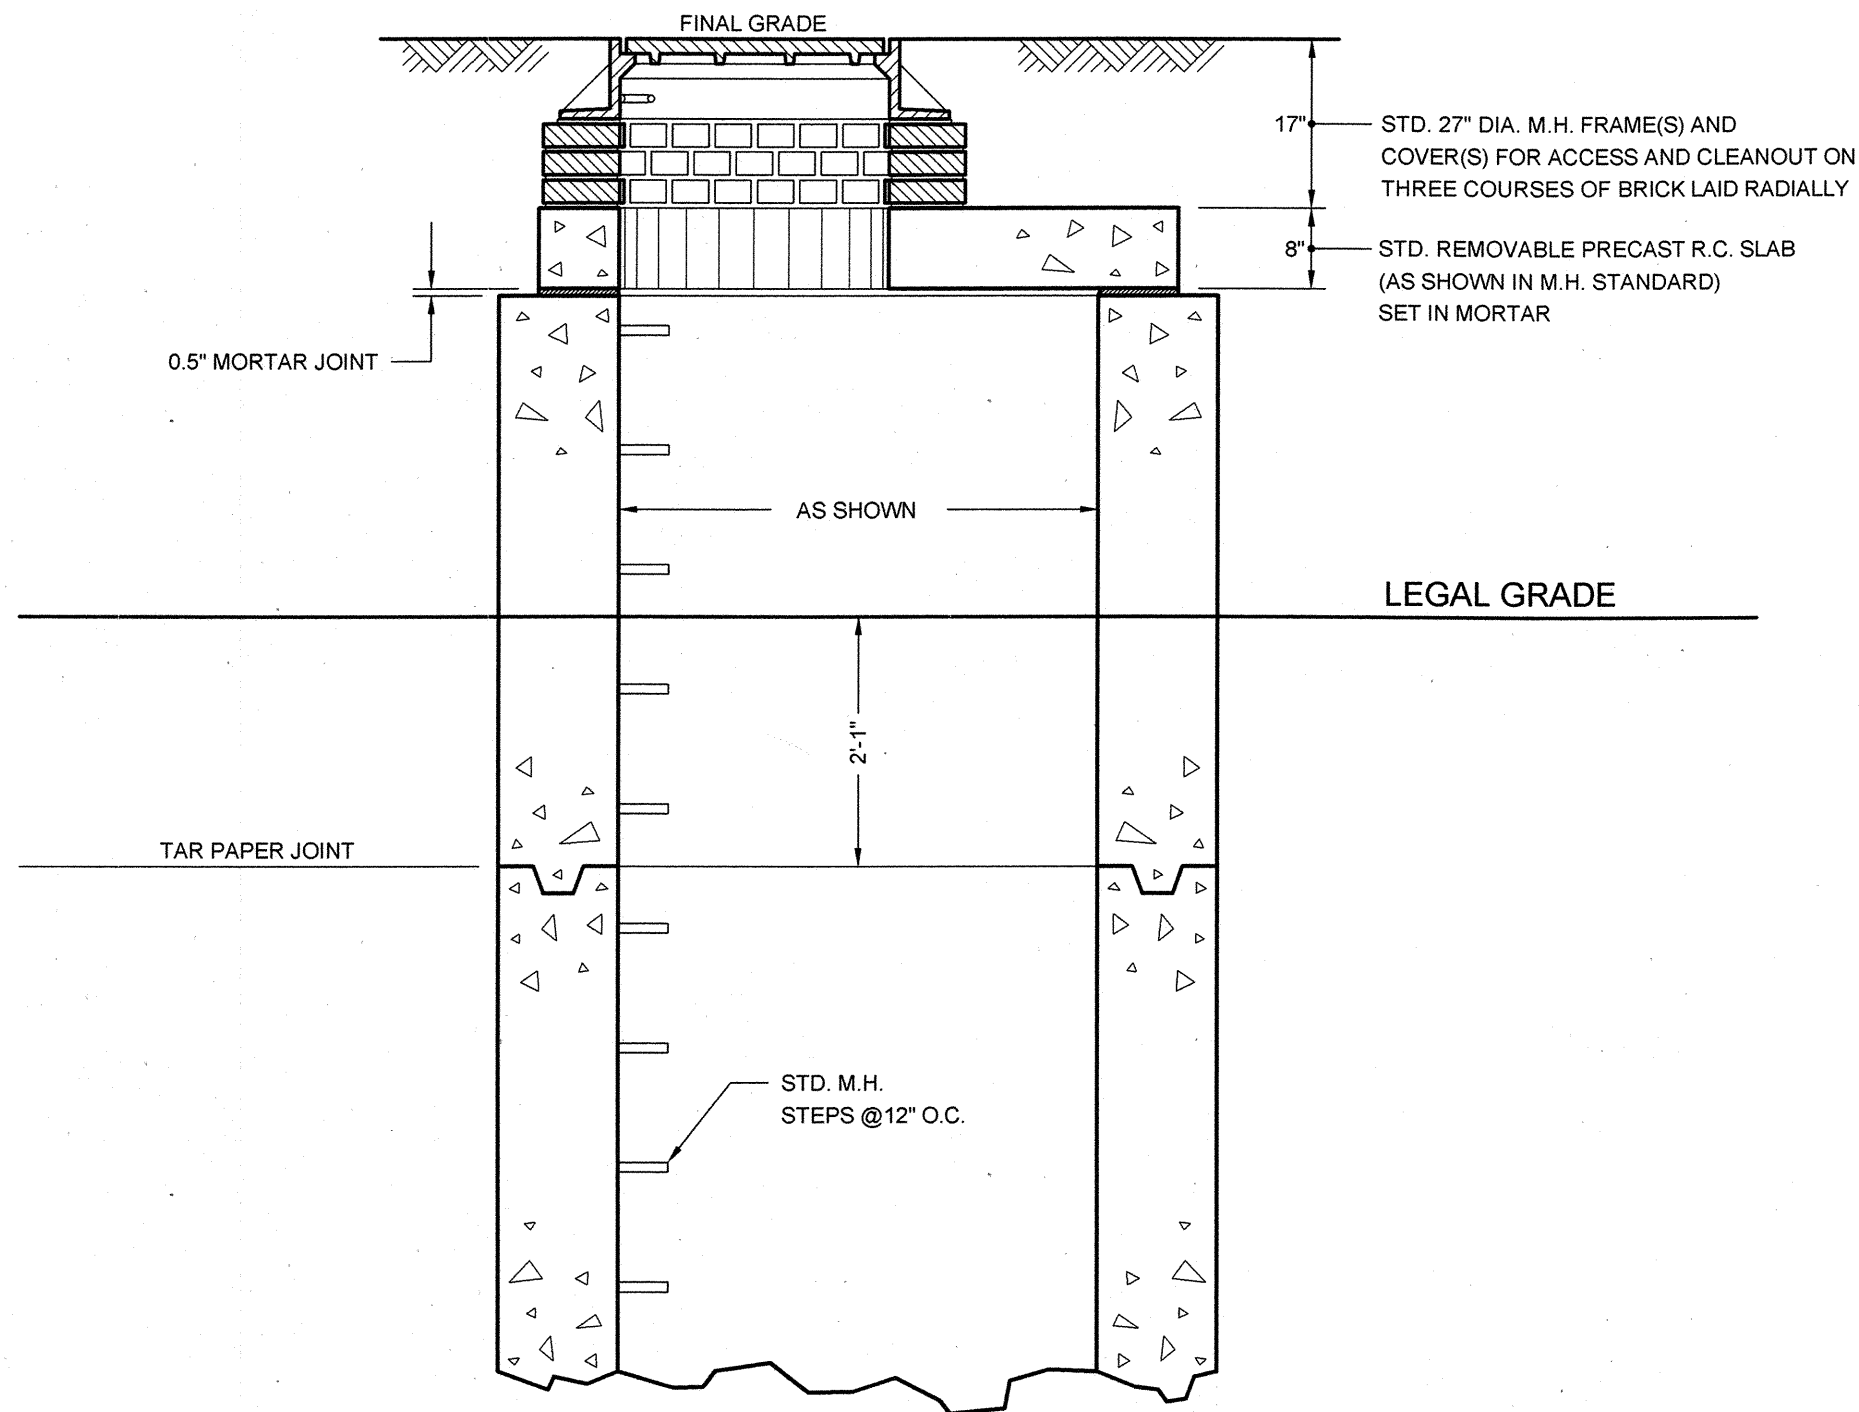 FINAL GRADE
17"
STD. 27" DIA. M.H. FRAME(S) AND
COVER(S) FOR ACCESS AND CLEANOUT ON
THREE COURSES OF BRICK LAID RADIALLY
8"
STD. REMOVABLE PRECAST R.C. SLAB
(AS SHOWN IN M.H. STANDARD)
SET IN MORTAR
0.5" MORTAR JOINT
AS SHOWN
LEGAL GRADE
2'-1"
TAR PAPER JOINT
STD. M.H.
STEPS @12" O.C.